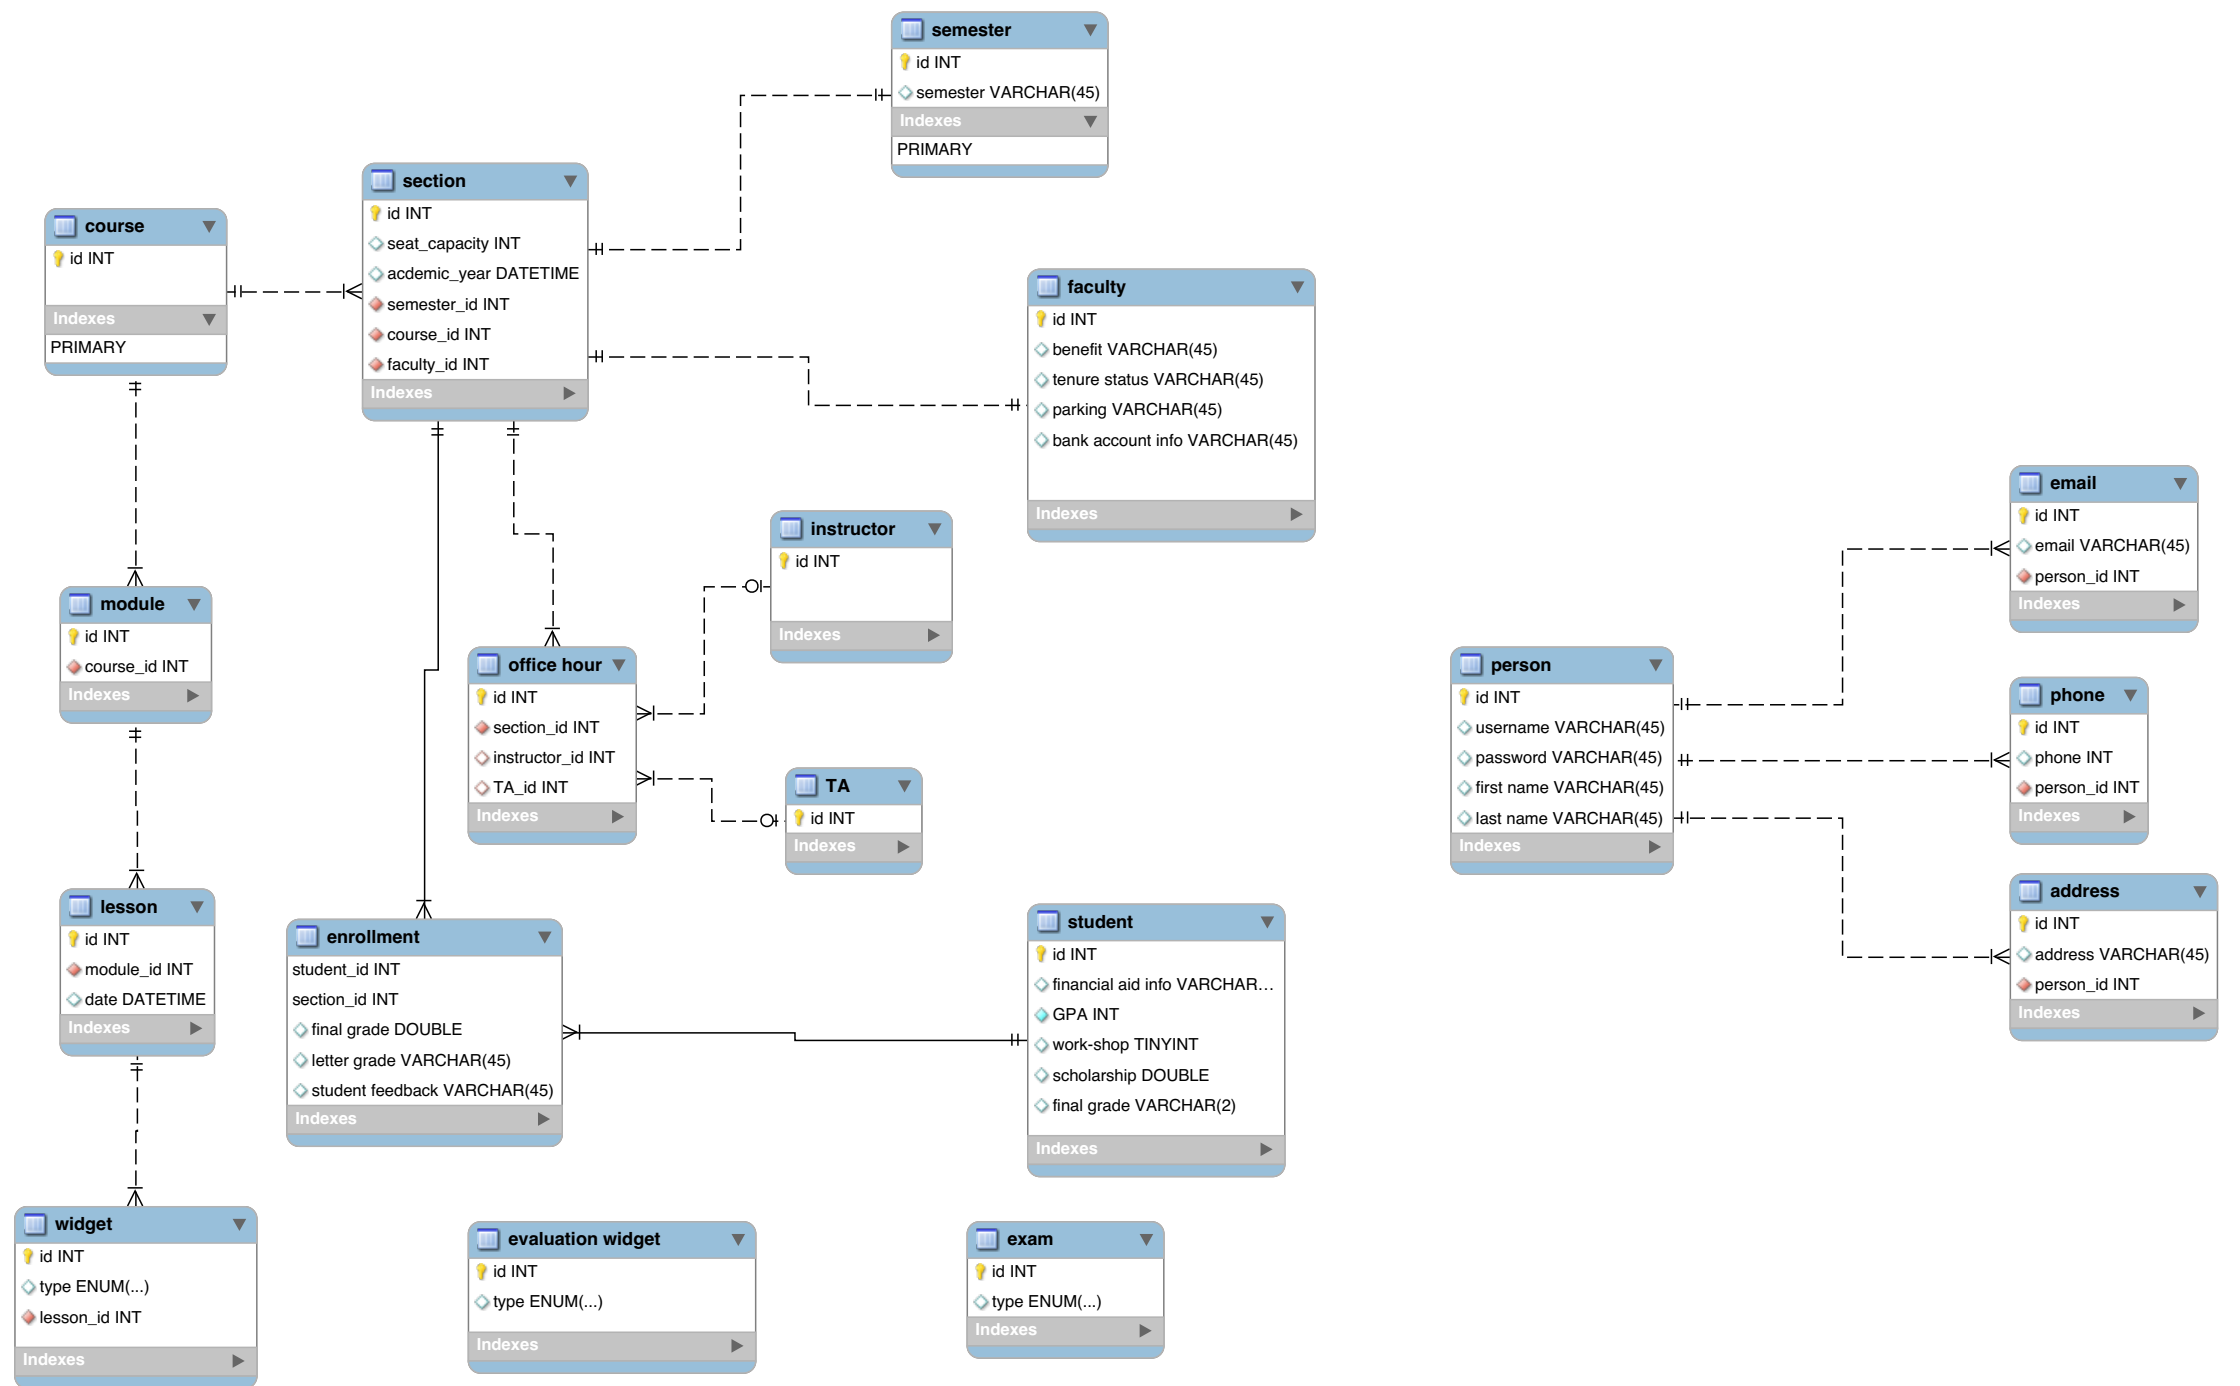 semester
id INT
semester VARCHAR(45)
Indexes
PRIMARY
section
id INT
seat_capacity INT
acdemic_year DATETIME
semester_id INT
course_id INT
faculty_id INT
Indexes
course
id INT
Indexes
PRIMARY
faculty
id INT
benefit VARCHAR(45)
tenure status VARCHAR(45)
parking VARCHAR(45)
bank account info VARCHAR(45)
Indexes
email
id INT
email VARCHAR(45)
person_id INT
Indexes
instructor
id INT
Indexes
module
id INT
course_id INT
Indexes
office hour
id INT
section_id INT
instructor_id INT
TA_id INT
Indexes
person
id INT
username VARCHAR(45)
password VARCHAR(45)
first name VARCHAR(45)
last name VARCHAR(45)
Indexes
phone
id INT
phone INT
person_id INT
Indexes
TA
id INT
Indexes
address
id INT
address VARCHAR(45)
person_id INT
Indexes
lesson
id INT
module_id INT
date DATETIME
Indexes
enrollment
student_id INT
section_id INT
final grade DOUBLE
letter grade VARCHAR(45)
student feedback VARCHAR(45)
Indexes
student
id INT
financial aid info VARCHAR...
GPA INT
work-shop TINYINT
scholarship DOUBLE
final grade VARCHAR(2)
Indexes
widget
id INT
type ENUM(...)
lesson_id INT
Indexes
evaluation widget
id INT
type ENUM(...)
Indexes
exam
id INT
type ENUM(...)
Indexes